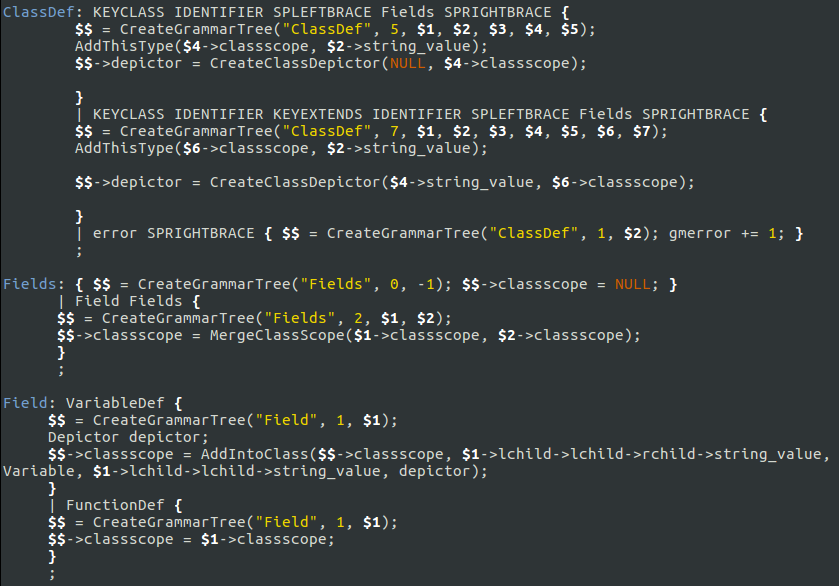 ClassDef: KEYCLASS IDENTIFIER SPLEFTBRACE Fields SPRIGHTBRACE {
        $$ = CreateGrammarTree("ClassDef", 5, $1, $2, $3, $4, $5);
        AddThisType($4->classscope, $2->string_value);
        $$->depictor = CreateClassDepictor(NULL, $4->classscope);

        }
        | KEYCLASS IDENTIFIER KEYEXTENDS IDENTIFIER SPLEFTBRACE Fields SPRIGHTBRACE {
        $$ = CreateGrammarTree("ClassDef", 7, $1, $2, $3, $4, $5, $6, $7);
        AddThisType($6->classscope, $2->string_value);

        $$->depictor = CreateClassDepictor($4->string_value, $6->classscope);

        }
        | error SPRIGHTBRACE { $$ = CreateGrammarTree("ClassDef", 1, $2); gmerror += 1; }
        ;

Fields: { $$ = CreateGrammarTree("Fields", 0, -1); $$->classscope = NULL; }
      | Field Fields {
      $$ = CreateGrammarTree("Fields", 2, $1, $2);
      $$->classscope = MergeClassScope($1->classscope, $2->classscope);
      }
      ;

Field: VariableDef {
     $$ = CreateGrammarTree("Field", 1, $1);
     Depictor depictor;
     $$->classscope = AddIntoClass($$->classscope, $1->lchild->lchild->rchild->string_value,
Variable, $1->lchild->lchild->string_value, depictor);
     }
     | FunctionDef {
     $$ = CreateGrammarTree("Field", 1, $1);
     $$->classscope = $1->classscope;
     }
     ;